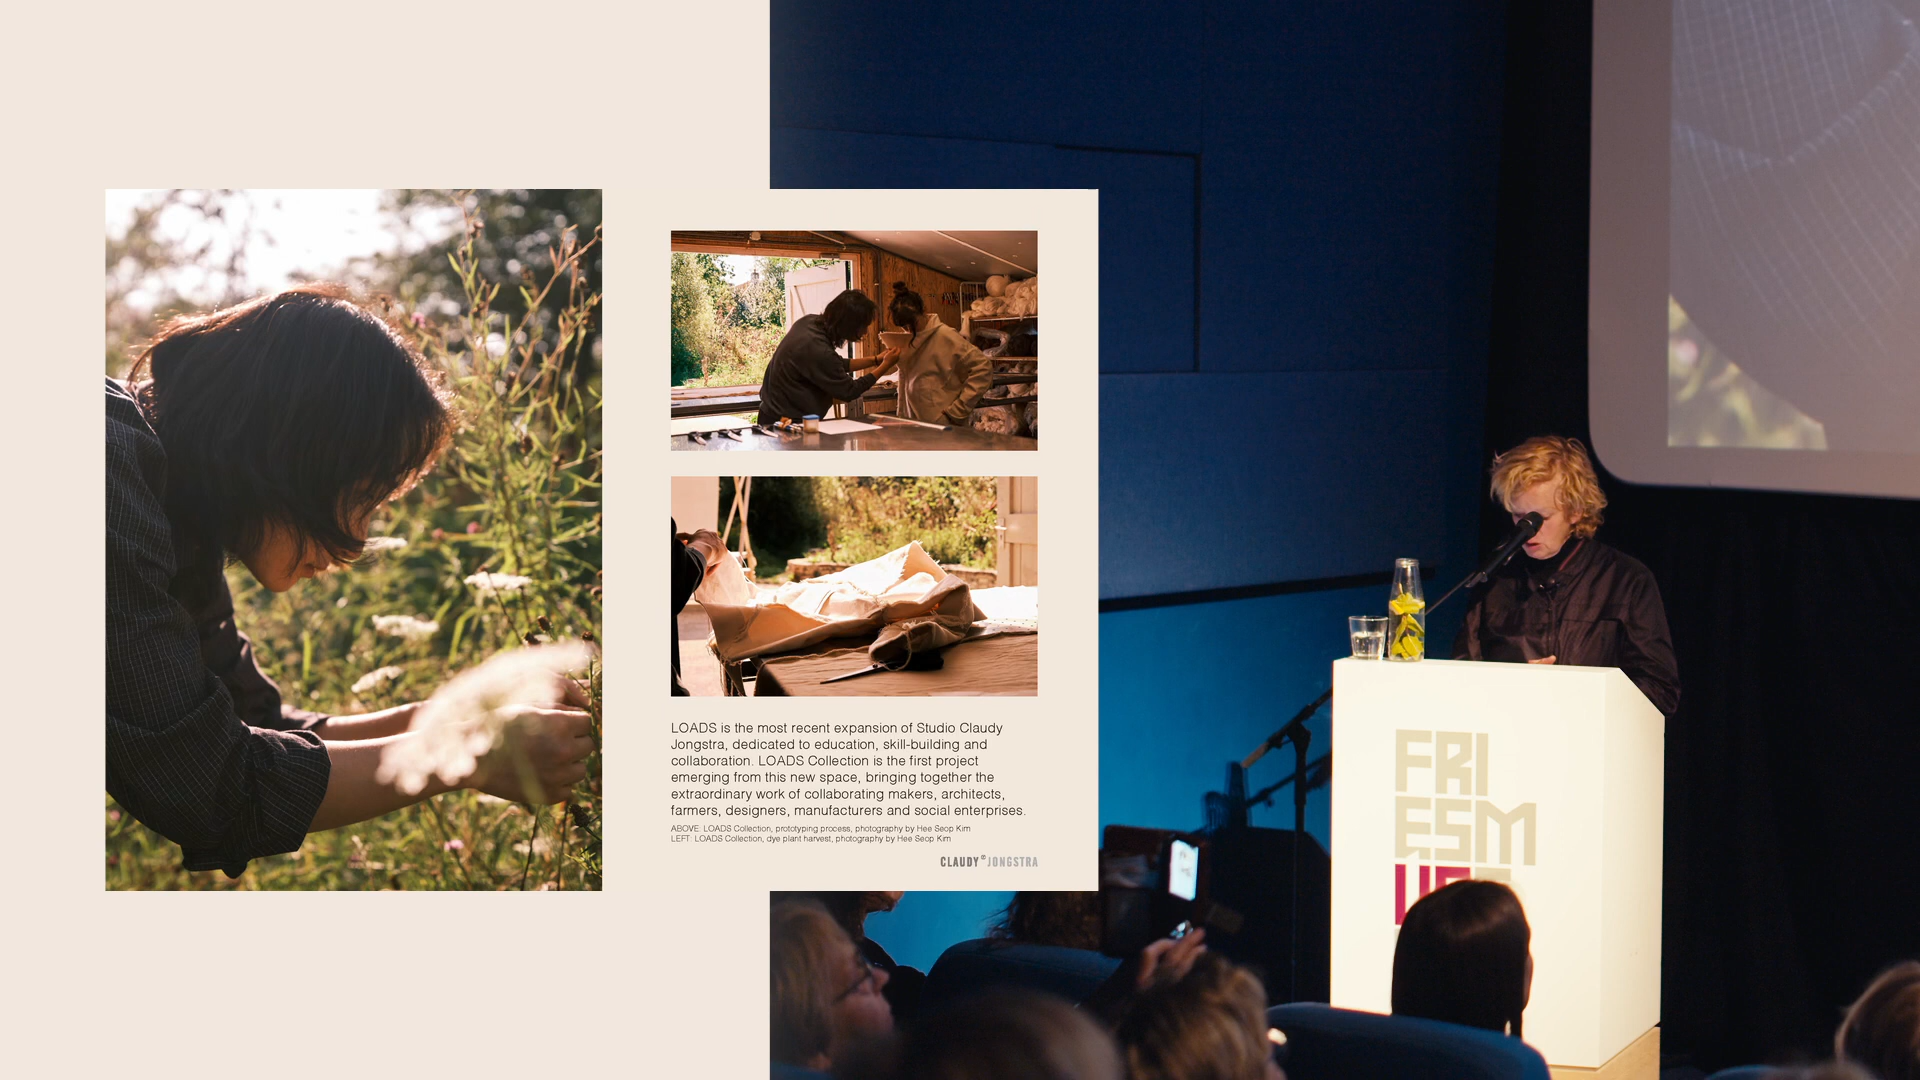 LOADS is the most recent expansion of Studio Claudy
Jongstra, dedicated to education, skill-building and
collaboration. LOADS Collection is the first project
emerging from this new space, bringing together the
extraordinary work of collaborating makers, architects,
farmers, designers, manufacturers and social enterprises.
ABOVE: LOADS Collection, prototyping process, photography by Hee Seop Kim
LEFT: LOADS Collection, dye plant harvest, photography by Hee Seop Kim
CLAUDY JONGSTRA
FRI
ESM